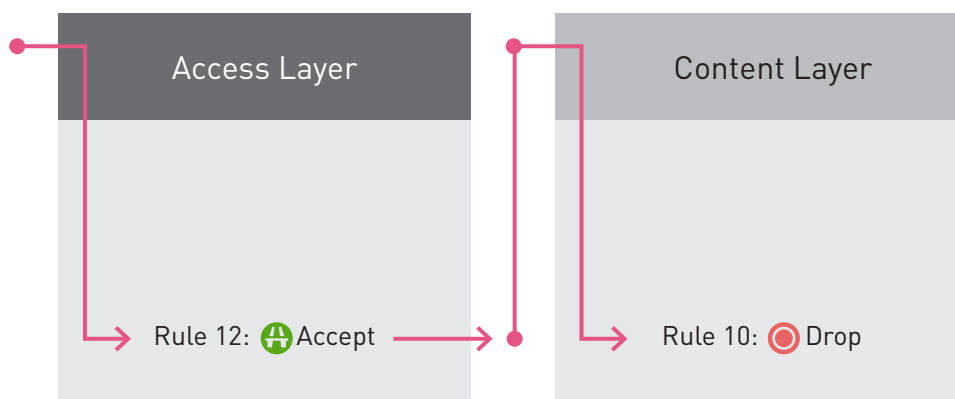 Access Layer
Content Layer
Rule 12: Accept
Rule 10: Drop